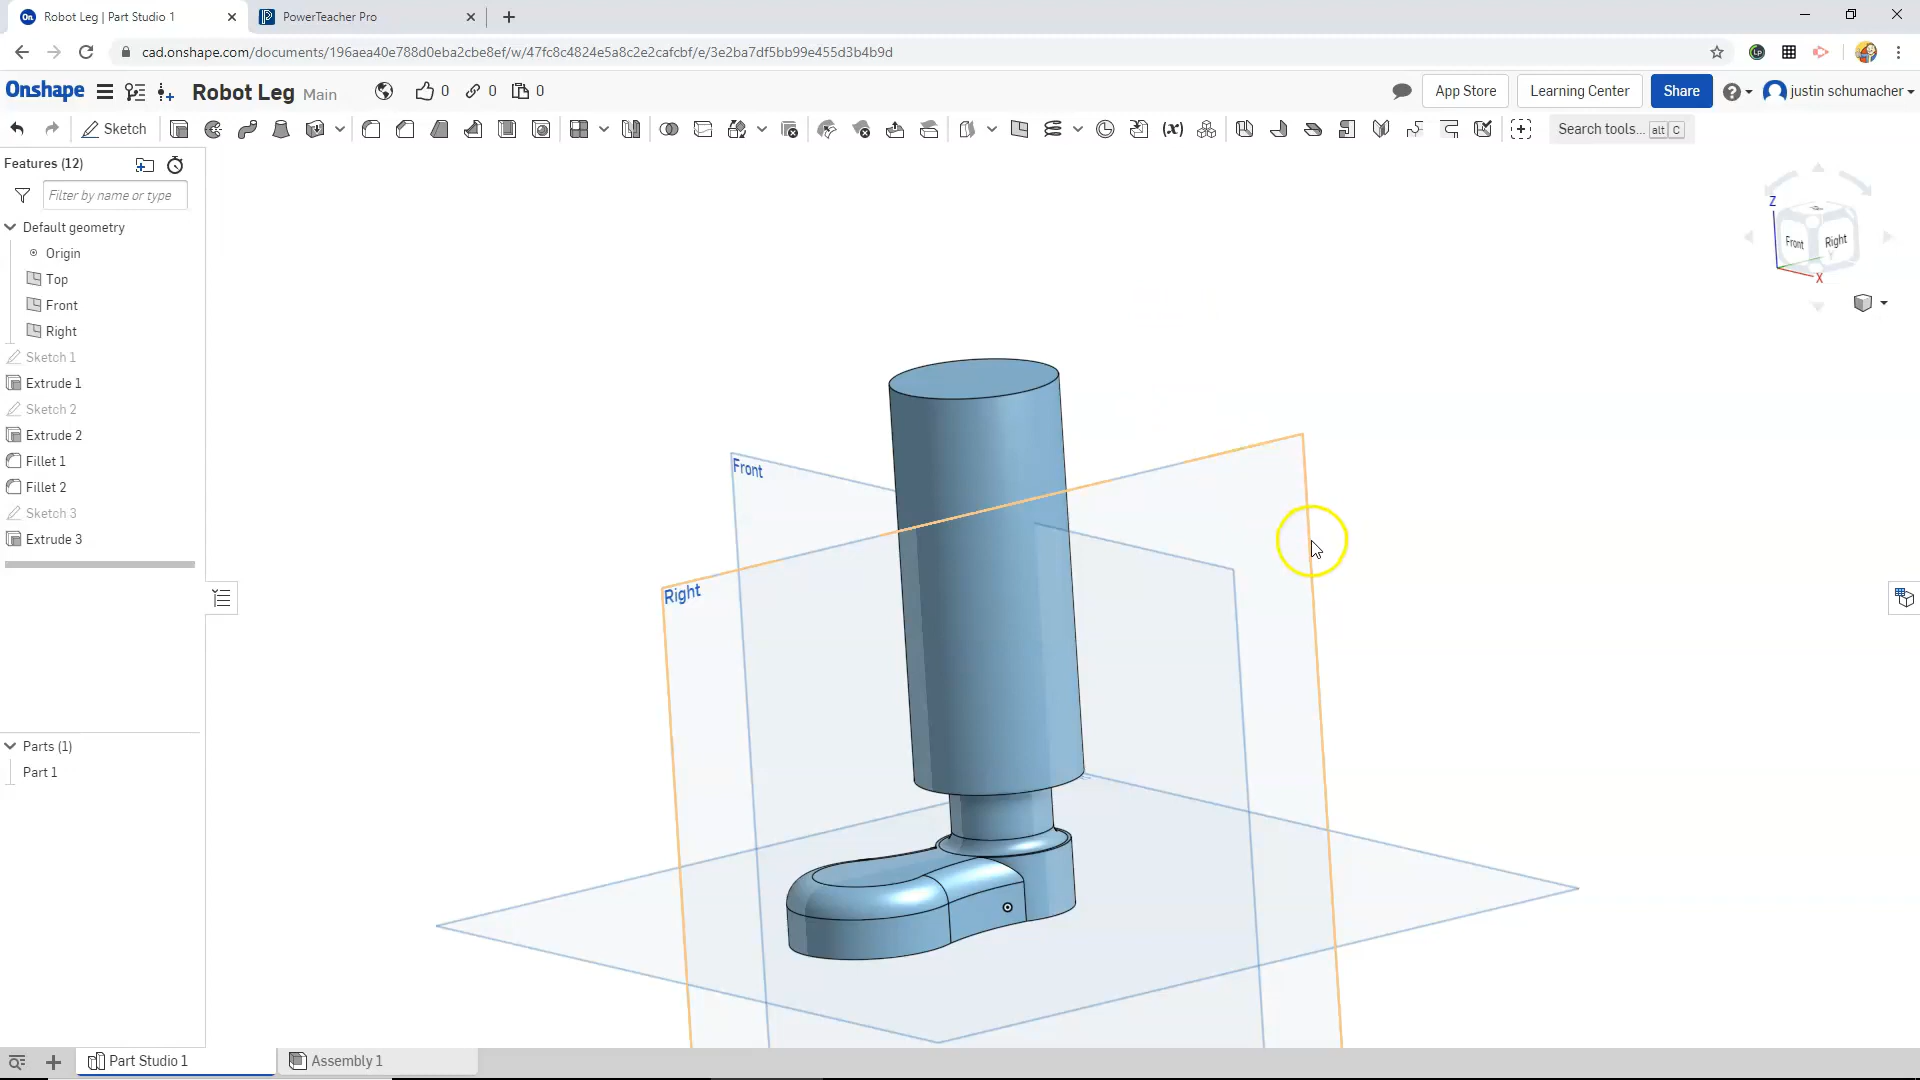 Robot Leg | Part Studio 1
PowerTeacher Pro
cad.onshape.com/documents/196aea40e788d0eba2cbe8ef/w/47fc8c4824e5a8c2e2cafcbf/e/3e2ba7df5bb99e455d3b4b9d
Onshape Robot Leg Main 0 0 0 App Store Learning Center Share justin schumacher
Sketch Search tools... alt C
Features (12)
Filter by name or type
Default geometry
Origin
Top
Front
Right
Sketch 1
Extrude 1
Sketch 2
Extrude 2
Fillet 1
Fillet 2
Sketch 3
Extrude 3
Parts (1)
Part 1
Front
Right
Z
Front Right
X
Part Studio 1
Assembly 1